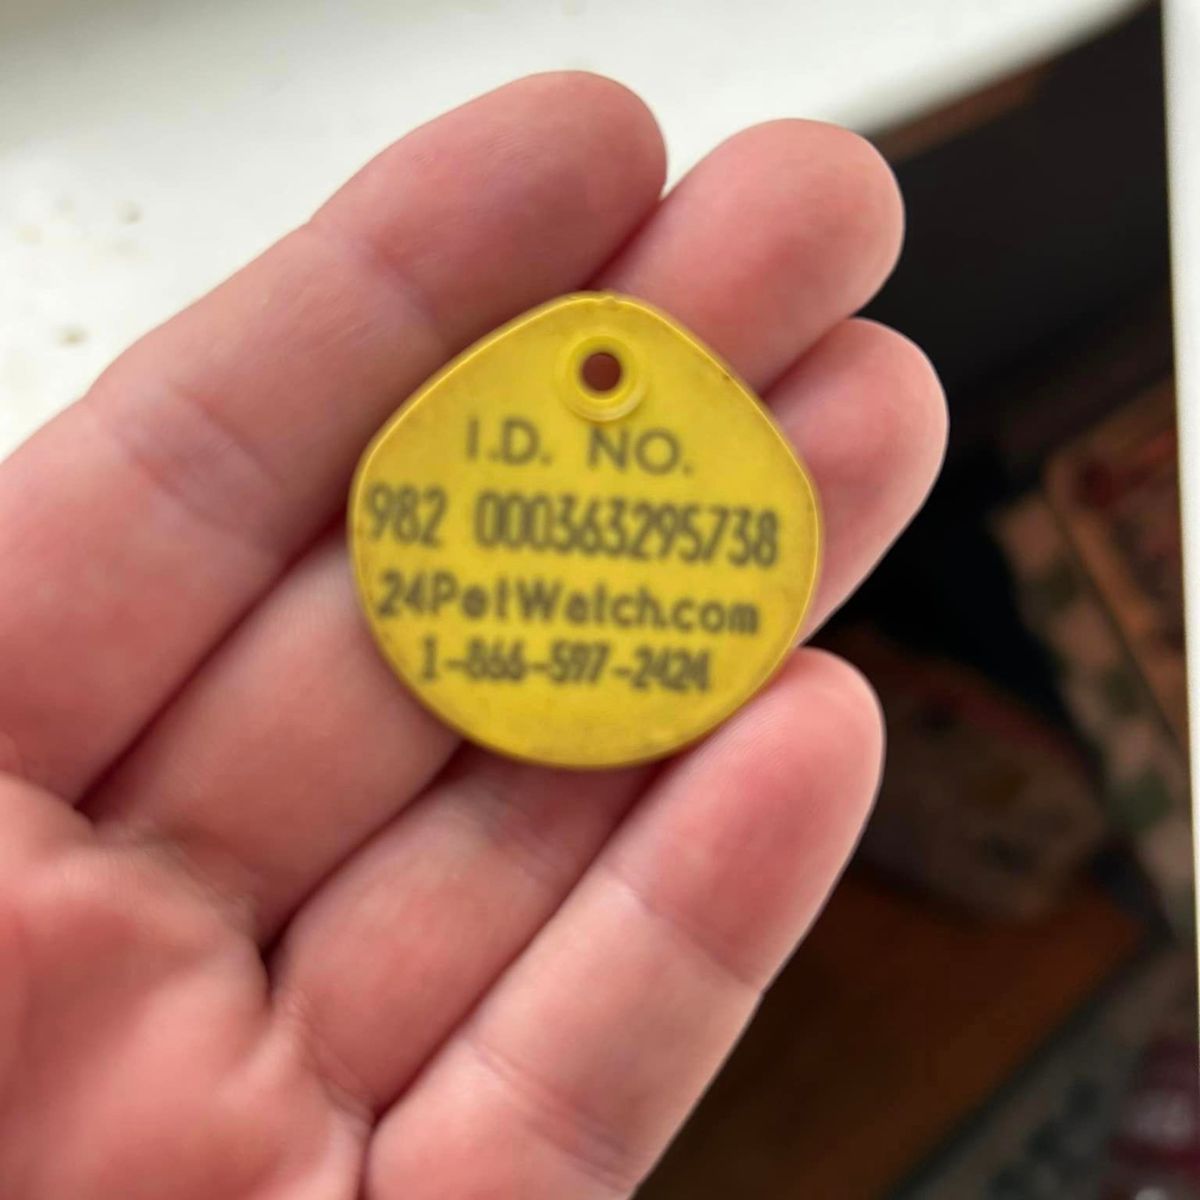 I.D. NO.
982 000363295738
24PetWatch.com
1-866-597-2424